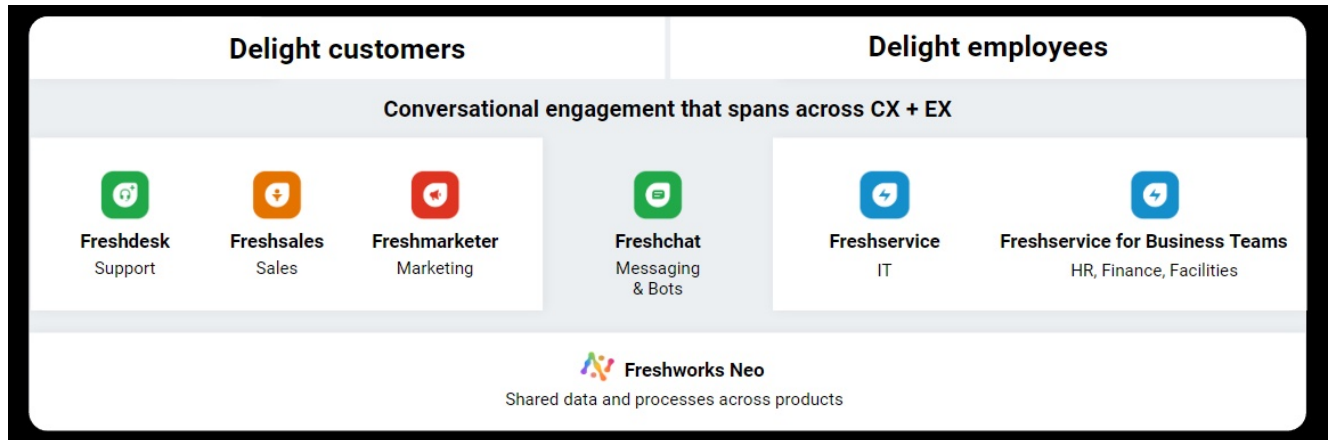 Delight customers
Delight employees
Conversational engagement that spans across CX + EX
Freshdesk
Support
Freshsales
Sales
Freshmarketer
Marketing
Freshchat
Messaging
& Bots
Freshservice
IT
Freshservice for Business Teams
HR, Finance, Facilities
Freshworks Neo
Shared data and processes across products